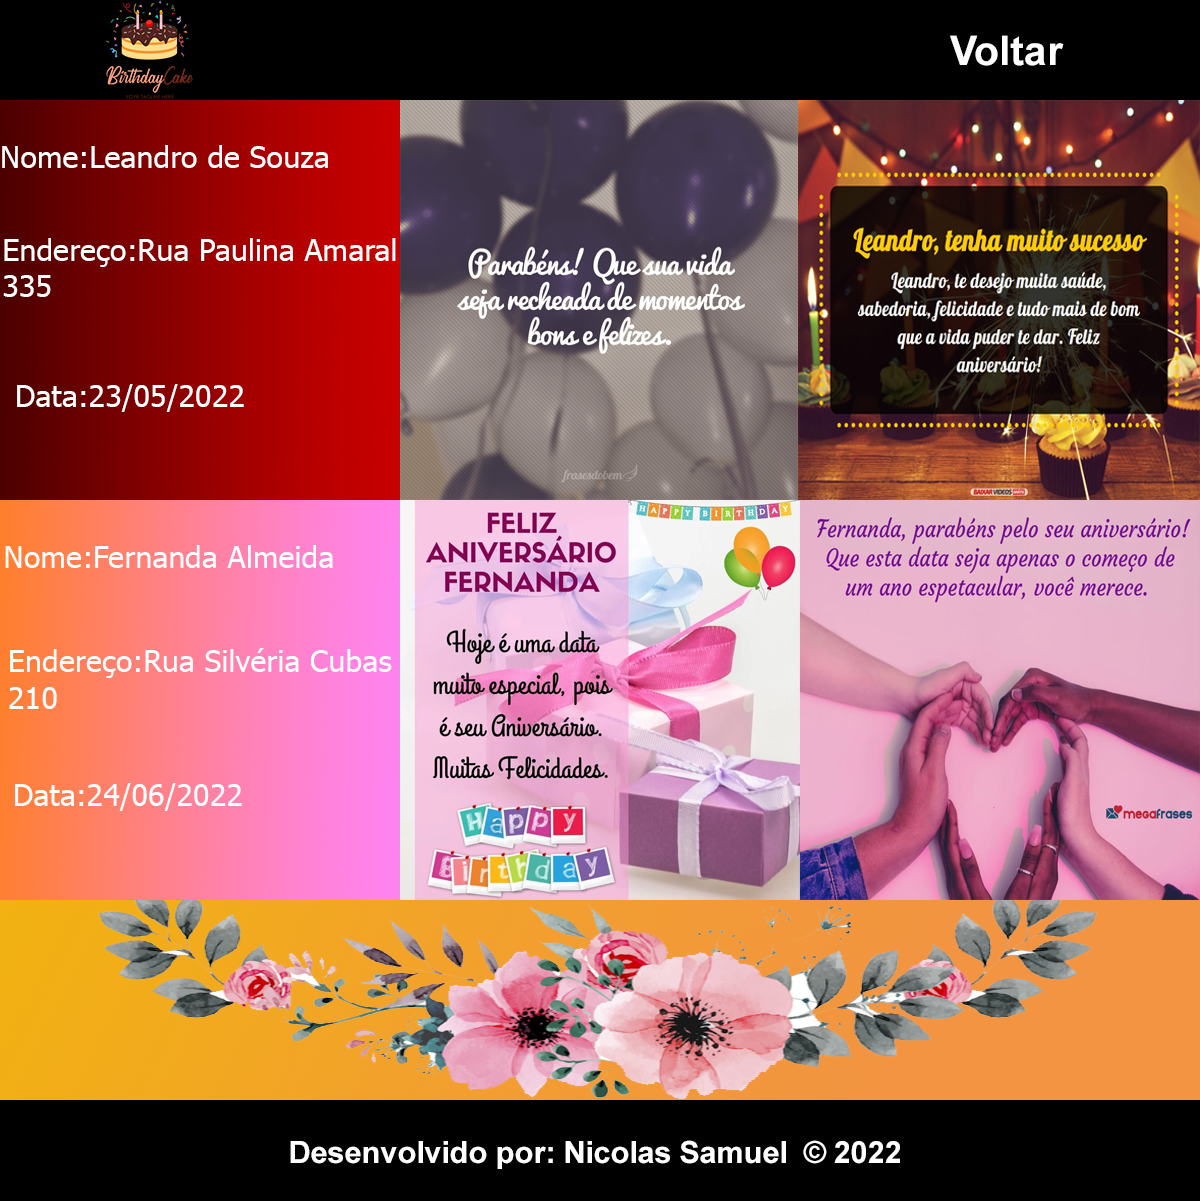 BirthdayCake
YOUR TAGLINE HERE
Voltar
Nome:Leandro de Souza
Endereço:Rua Paulina Amaral
335
Data:23/05/2022
Parabéns! Que sua vida
seja recheada de momentos
bons e felizes.
frasesdobem
Leandro, tenha muito sucesso
Leandro, te desejo muita saúde,
sabedoria, felicidade e tudo mais de bom
que a vida puder te dar. Feliz
aniversário!
BAIXAR VIDEOS
Nome:Fernanda Almeida
Endereço:Rua Silvéria Cubas
210
Data:24/06/2022
HAPPY BIRTHDAY
FELIZ
ANIVERSÁRIO
FERNANDA
Hoje é uma data
muito especial, pois
é seu Aniversário.
Muitas Felicidades.
Happy
Birthday
Fernanda, parabéns pelo seu aniversário!
Que esta data seja apenas o começo de
um ano espetacular, você merece.
megafrases
Desenvolvido por: Nicolas Samuel © 2022